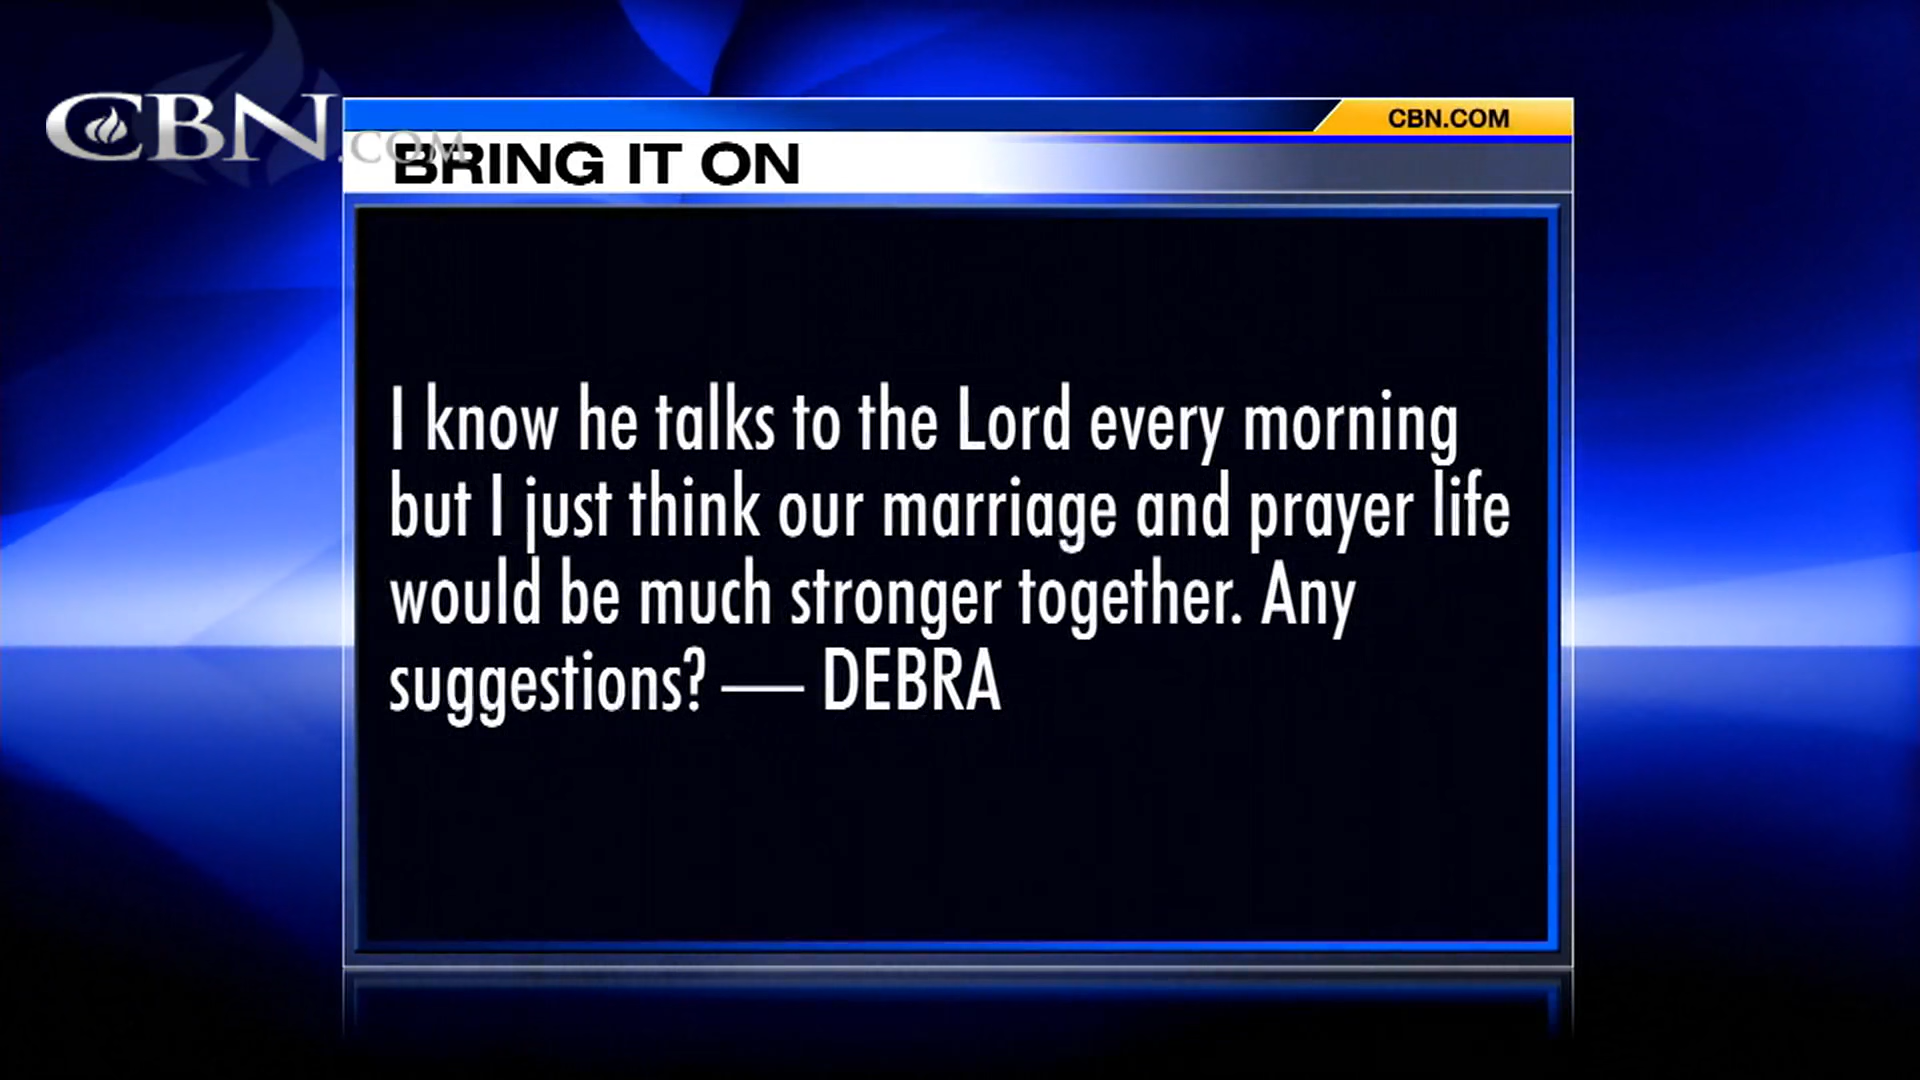 CBN.COM
CBN.COM
BRING IT ON
I know he talks to the Lord every morning
but I just think our marriage and prayer life
would be much stronger together. Any
suggestions? — DEBRA